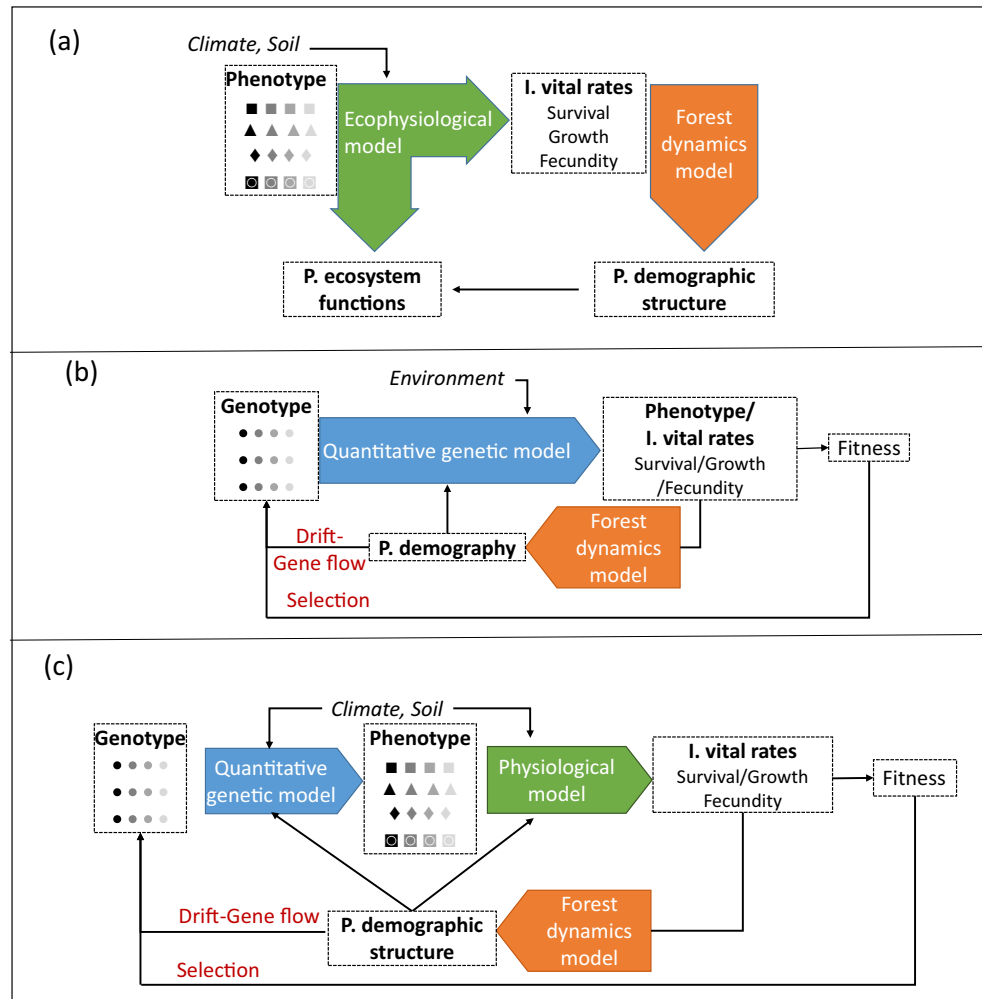 (a)
Climate, Soil
Phenotype
Ecophysiological
model
I. vital rates
Survival
Growth
Fecundity
Forest
dynamics
model
P. ecosystem
functions
P. demographic
structure
(b)
Environment
Genotype
Quantitative genetic model
Phenotype/
I. vital rates
Survival/Growth
/Fecundity
Fitness
Drift-
Gene flow
P. demography
Forest
dynamics
model
Selection
(c)
Climate, Soil
Genotype
Quantitative
genetic model
Phenotype
Physiological
model
I. vital rates
Survival/Growth
Fecundity
Fitness
Drift-Gene flow
P. demographic
structure
Forest
dynamics
model
Selection